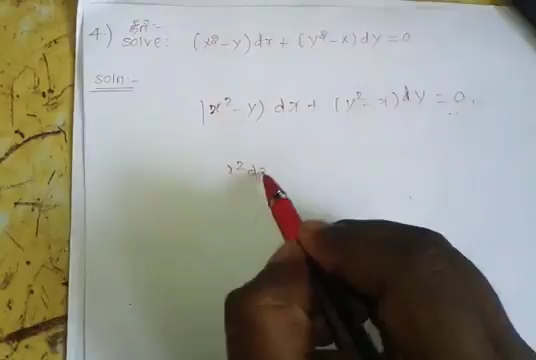 4) தீர்:-
SOLVE: (x² - y) dx + (y² - x) dy = 0
Soln:-
(x² - y) dx + (y² - x) dy = 0.
x² dx